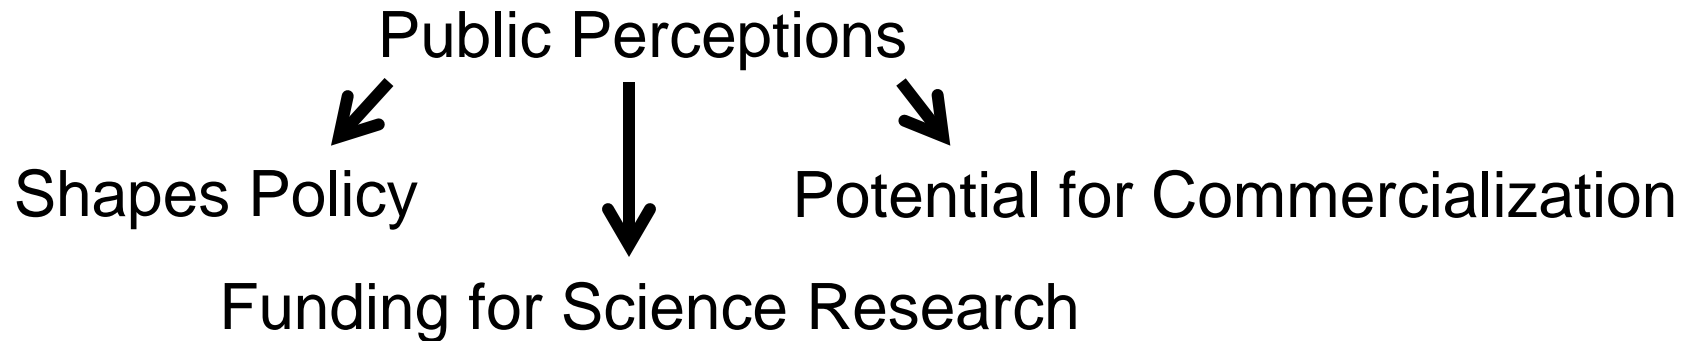 Public Perceptions
Shapes Policy
Potential for Commercialization
Funding for Science Research